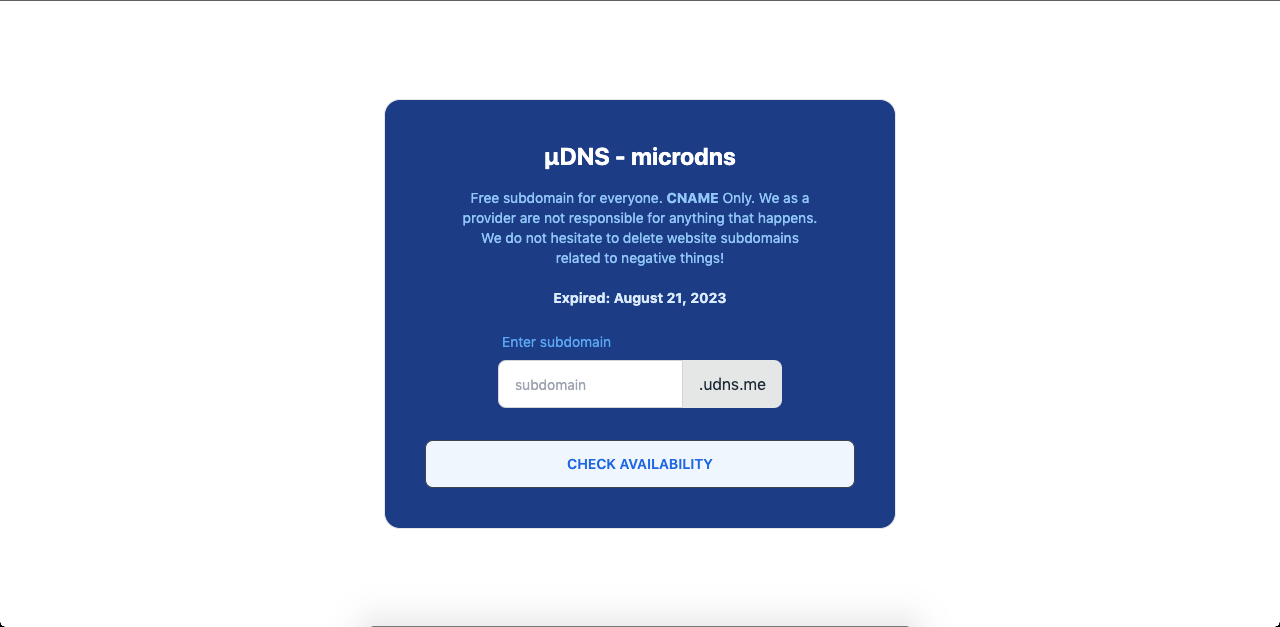 µDNS - microdns
Free subdomain for everyone. CNAME Only. We as a
provider are not responsible for anything that happens.
We do not hesitate to delete website subdomains
related to negative things!
Expired: August 21, 2023
Enter subdomain
subdomain .udns.me
CHECK AVAILABILITY